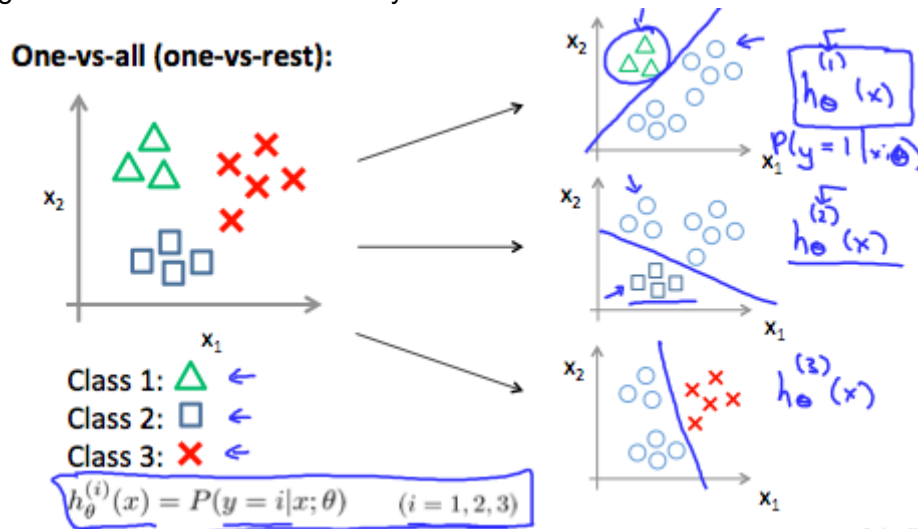 One-vs-all (one-vs-rest):
x₂
x₁
Class 1:
Class 2:
Class 3:
h_θ^(i)(x) = P(y = i|x; θ) (i = 1, 2, 3)
x₂
x₁
h_θ^(1)(x)
P(y = 1|x; θ)
x₂
x₁
h_θ^(2)(x)
x₂
x₁
h_θ^(3)(x)